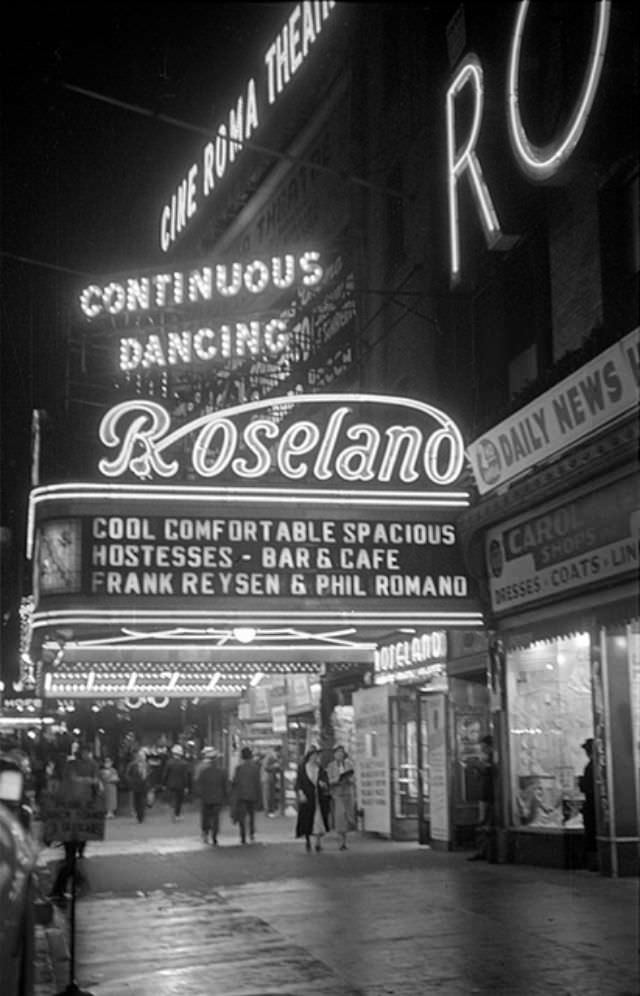 CINE ROMA THEATRE
RO
CONTINUOUS
DANCING
Roseland
DAILY NEWS
COOL COMFORTABLE SPACIOUS
HOSTESSES - BAR & CAFE
FRANK REYSEN & PHIL ROMANO
CAROL
SHOPS
DRESSES · COATS ·
ROSELAND